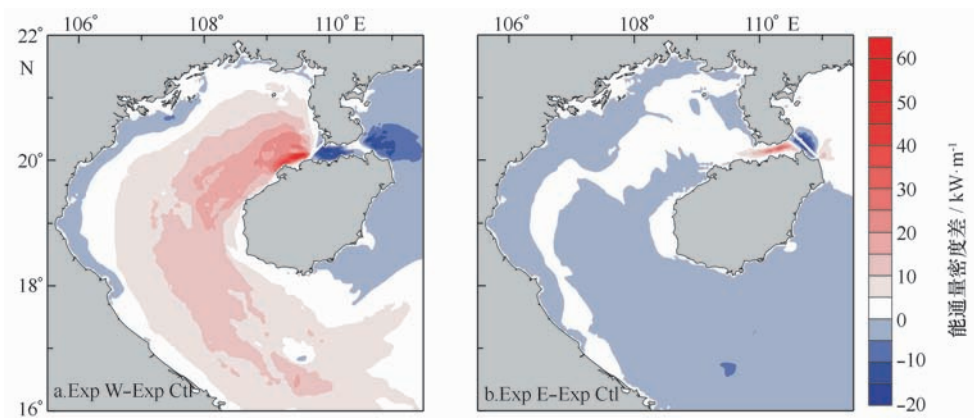 106° 108° 110° E 106° 108° 110° E
22°
N
20°
18°
16°
a.Exp W-Exp Ctl
b.Exp E-Exp Ctl
60
50
40
30
20
10
0
-10
-20
能通量密度差 / kW·m⁻¹